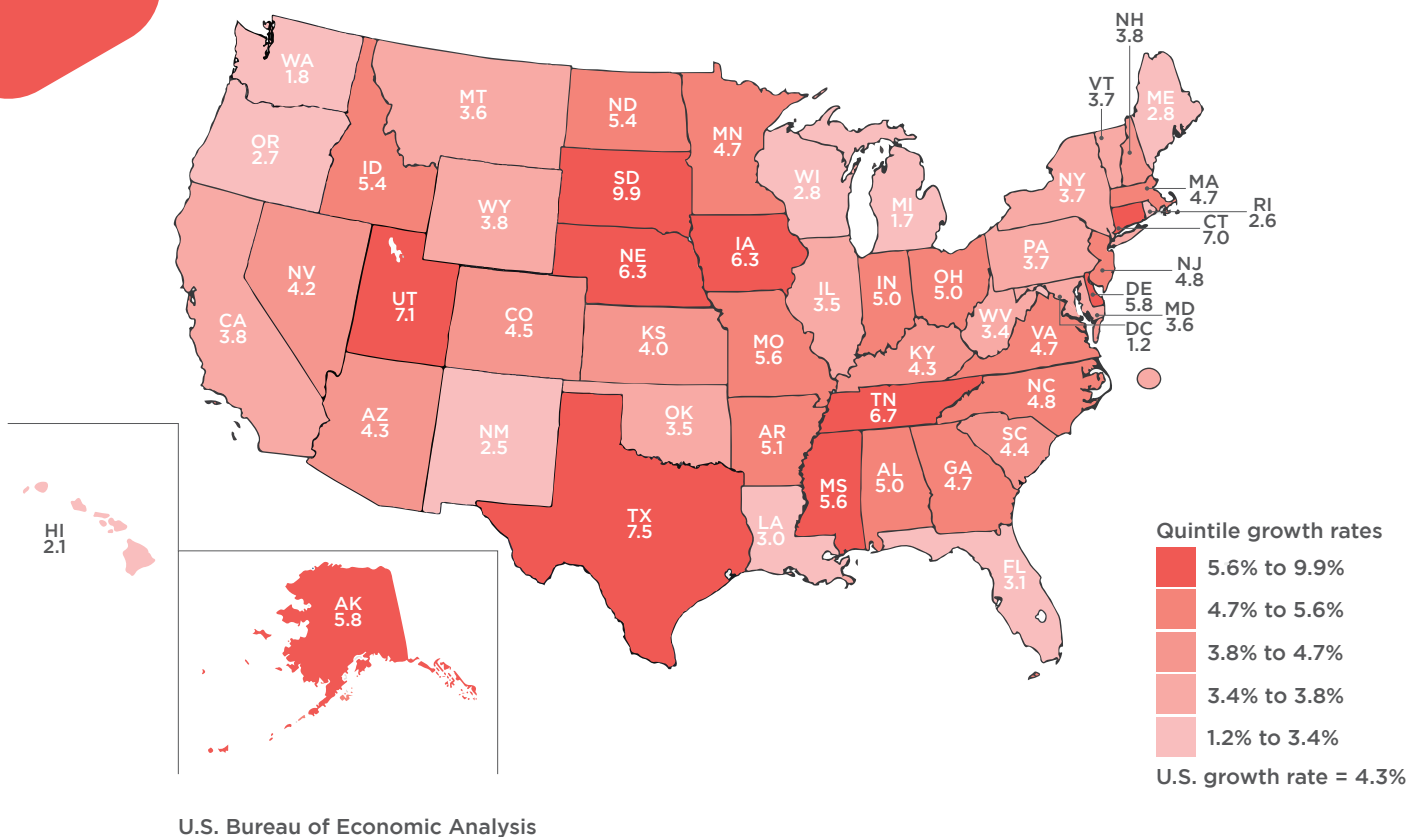 NH
3.8
WA
1.8
MT
3.6
ND
5.4
MN
4.7
VT
3.7
ME
2.8
OR
2.7
ID
5.4
SD
9.9
WI
2.8
MI
1.7
NY
3.7
MA
4.7
RI
2.6
WY
3.8
CT
7.0
NE
6.3
IA
6.3
PA
3.7
NJ
4.8
NV
4.2
UT
7.1
CO
4.5
IL
3.5
IN
5.0
OH
5.0
DE
5.8
MD
3.6
CA
3.8
KS
4.0
MO
5.6
WV
3.4
VA
4.7
DC
1.2
KY
4.3
AZ
4.3
NM
2.5
OK
3.5
AR
5.1
TN
6.7
NC
4.8
SC
4.4
MS
5.6
AL
5.0
GA
4.7
TX
7.5
LA
3.0
FL
3.1
HI
2.1
AK
5.8
Quintile growth rates
5.6% to 9.9%
4.7% to 5.6%
3.8% to 4.7%
3.4% to 3.8%
1.2% to 3.4%
U.S. growth rate = 4.3%
U.S. Bureau of Economic Analysis